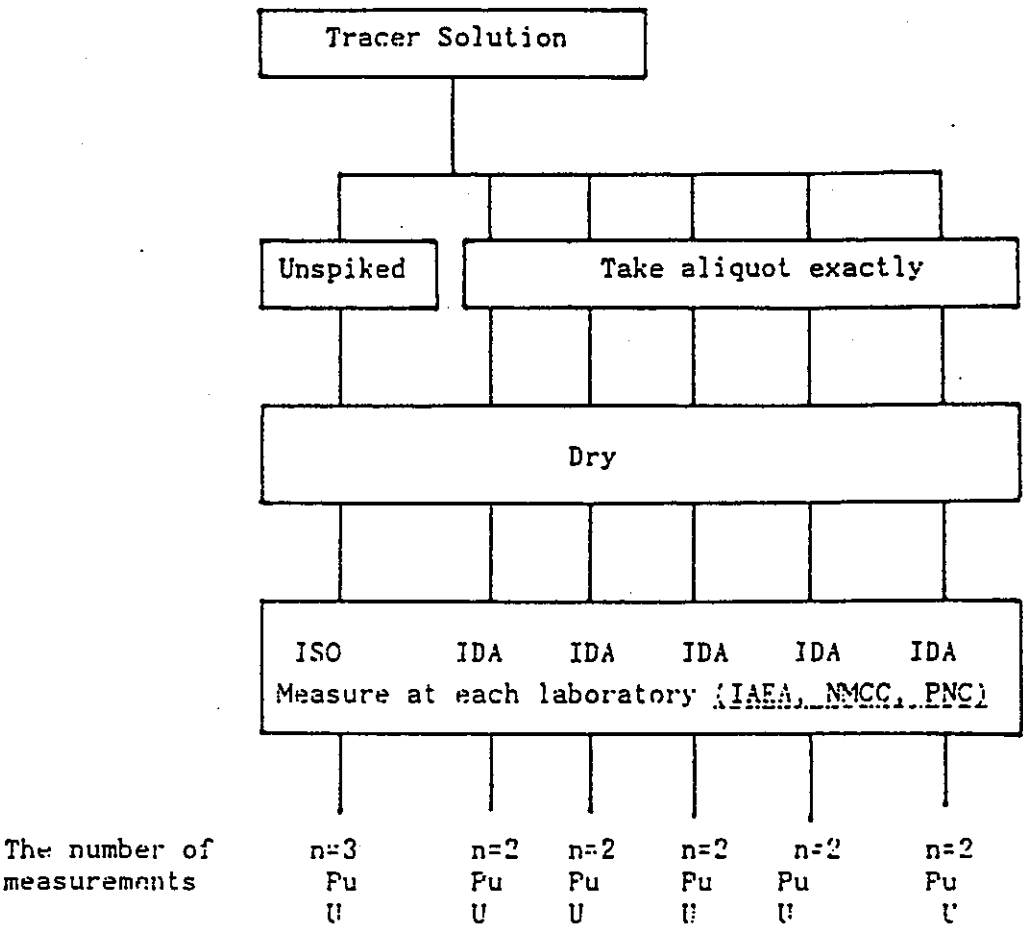 Tracer Solution
Unspiked
Take aliquot exactly
Dry
ISO IDA IDA IDA IDA IDA
Measure at each laboratory (IAEA, NMCC, PNC)
The number of n=3 n=2 n=2 n=2 n=2 n=2
measurements Pu Pu Pu Pu Pu Pu
U U U U U U